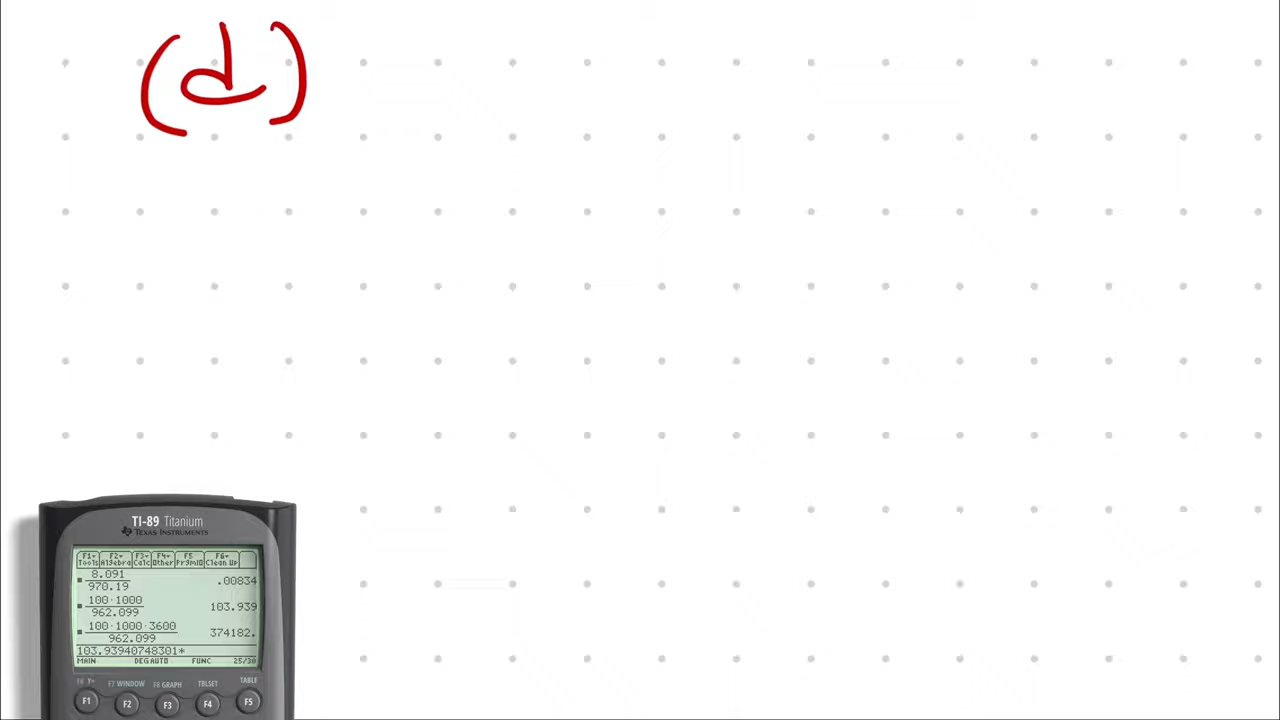 (d)
TI-89 Titanium
TEXAS INSTRUMENTS
F1▾ F2▾ F3▾ F4▾ F5 F6▾
Tools Algebra Calc Other PrgmIO Clean Up
▪ 8.091 / 970.19 .00834
▪ 100·1000 / 962.099 103.939
▪ 100·1000·3600 / 962.099 374182.
103.93940748301*
MAIN DEG AUTO FUNC 25/30
F6 Y= F7 WINDOW F8 GRAPH TBLSET TABLE
F1 F2 F3 F4 F5